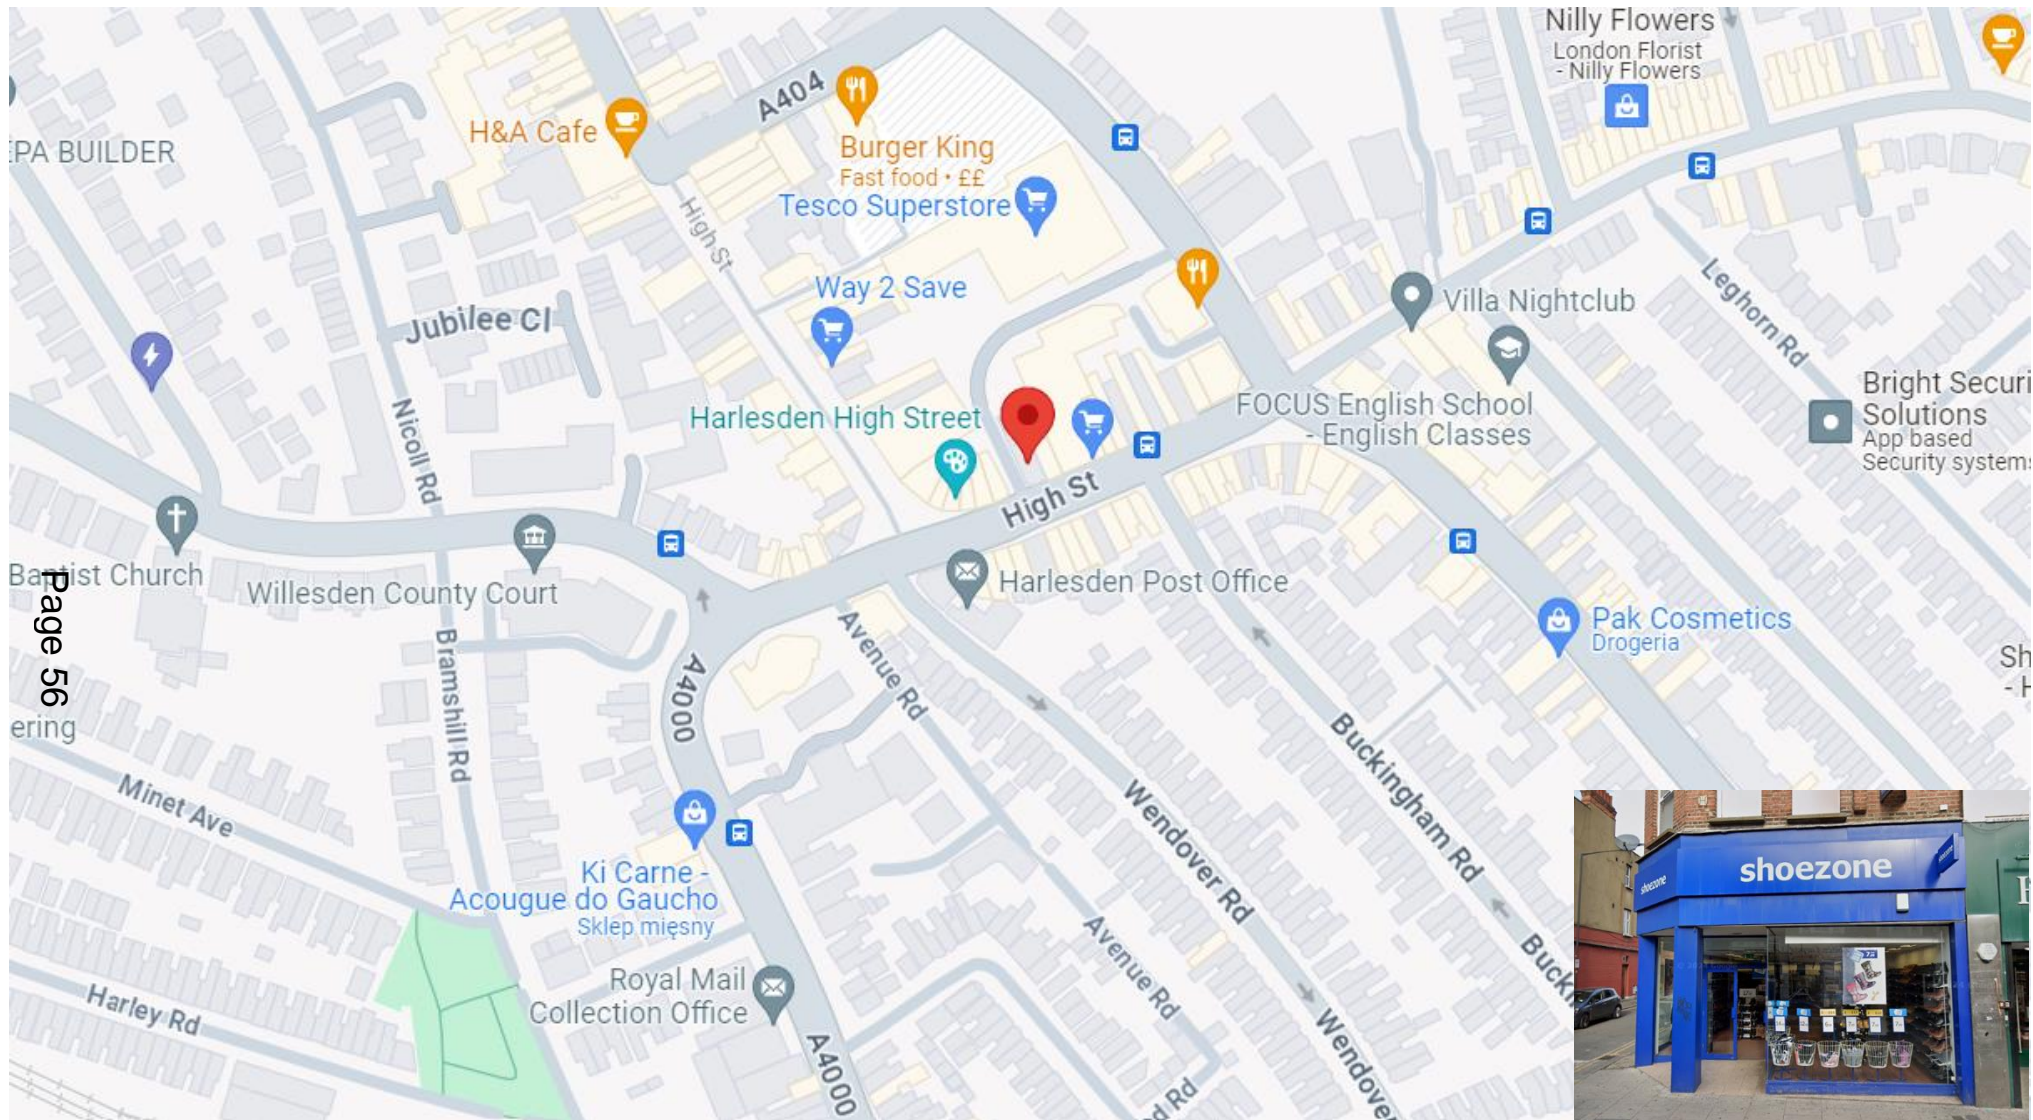 Nilly Flowers
London Florist
- Nilly Flowers
A404
H&A Cafe
EPA BUILDER
Burger King
Fast food • ££
Tesco Superstore
High St
Way 2 Save
Jubilee Cl
Villa Nightclub
Leghorn Rd
Bright Securi
Solutions
App based
Security systems
FOCUS English School
- English Classes
Harlesden High Street
Nicoll Rd
High St
Baptist Church
Willesden County Court
Harlesden Post Office
Pak Cosmetics
Drogeria
Page 56
Sh
- H
ering
Bramshill Rd
A4000
Avenue Rd
Buckingham Rd
Minet Ave
Wendover Rd
Ki Carne -
Acougue do Gaucho
Sklep mięsny
Avenue Rd
Buckin
Royal Mail
Collection Office
Harley Rd
A4000
Wendover
d Rd
shoezone
shoezone